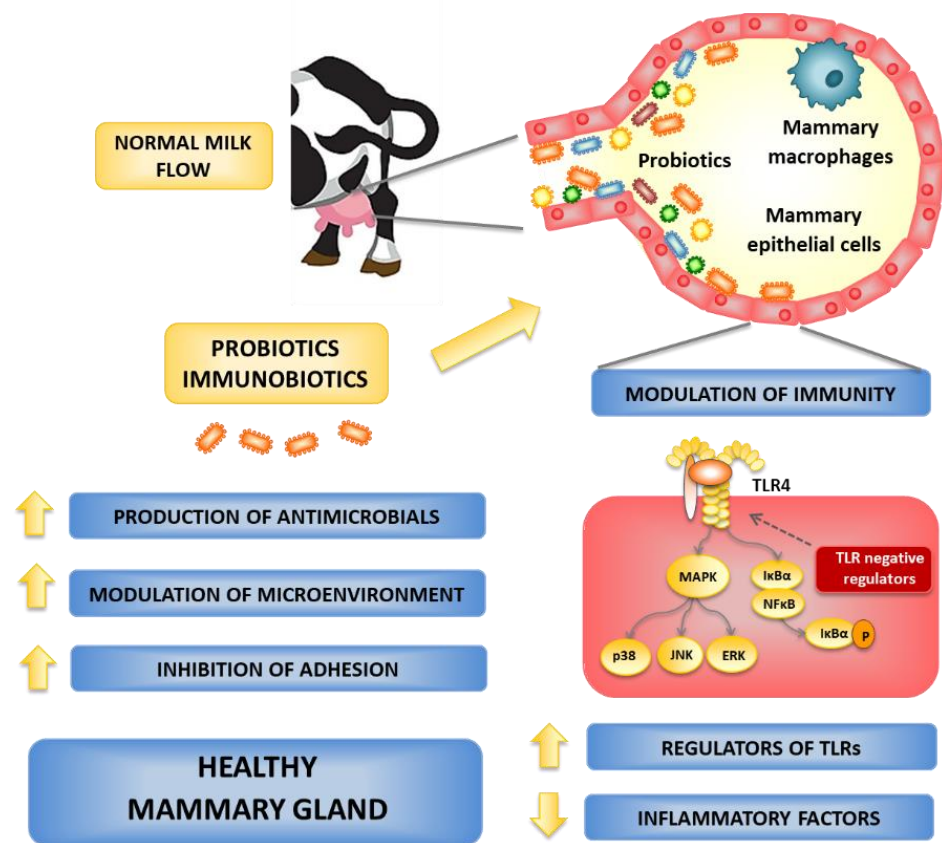 NORMAL MILK
FLOW
Probiotics
Mammary
macrophages
Mammary
epithelial cells
PROBIOTICS
IMMUNOBIOTICS
MODULATION OF IMMUNITY
TLR4
TLR negative
regulators
MAPK
IκBα
NFκB
IκBα
P
p38
JNK
ERK
PRODUCTION OF ANTIMICROBIALS
MODULATION OF MICROENVIRONMENT
INHIBITION OF ADHESION
HEALTHY
MAMMARY GLAND
REGULATORS OF TLRs
INFLAMMATORY FACTORS